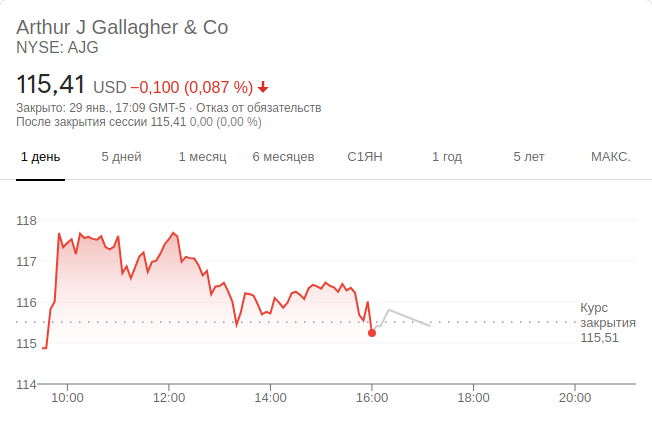 Arthur J Gallagher & Co
NYSE: AJG
115,41 USD −0,100 (0,087 %)
Закрыто: 29 янв., 17:09 GMT-5 · Отказ от обязательств
После закрытия сессии 115,41 0,00 (0,00 %)
1 день 5 дней 1 месяц 6 месяцев С1ЯН 1 год 5 лет МАКС.
118
117
116
Курс
закрытия
115,51
115
114
10:00 12:00 14:00 16:00 18:00 20:00